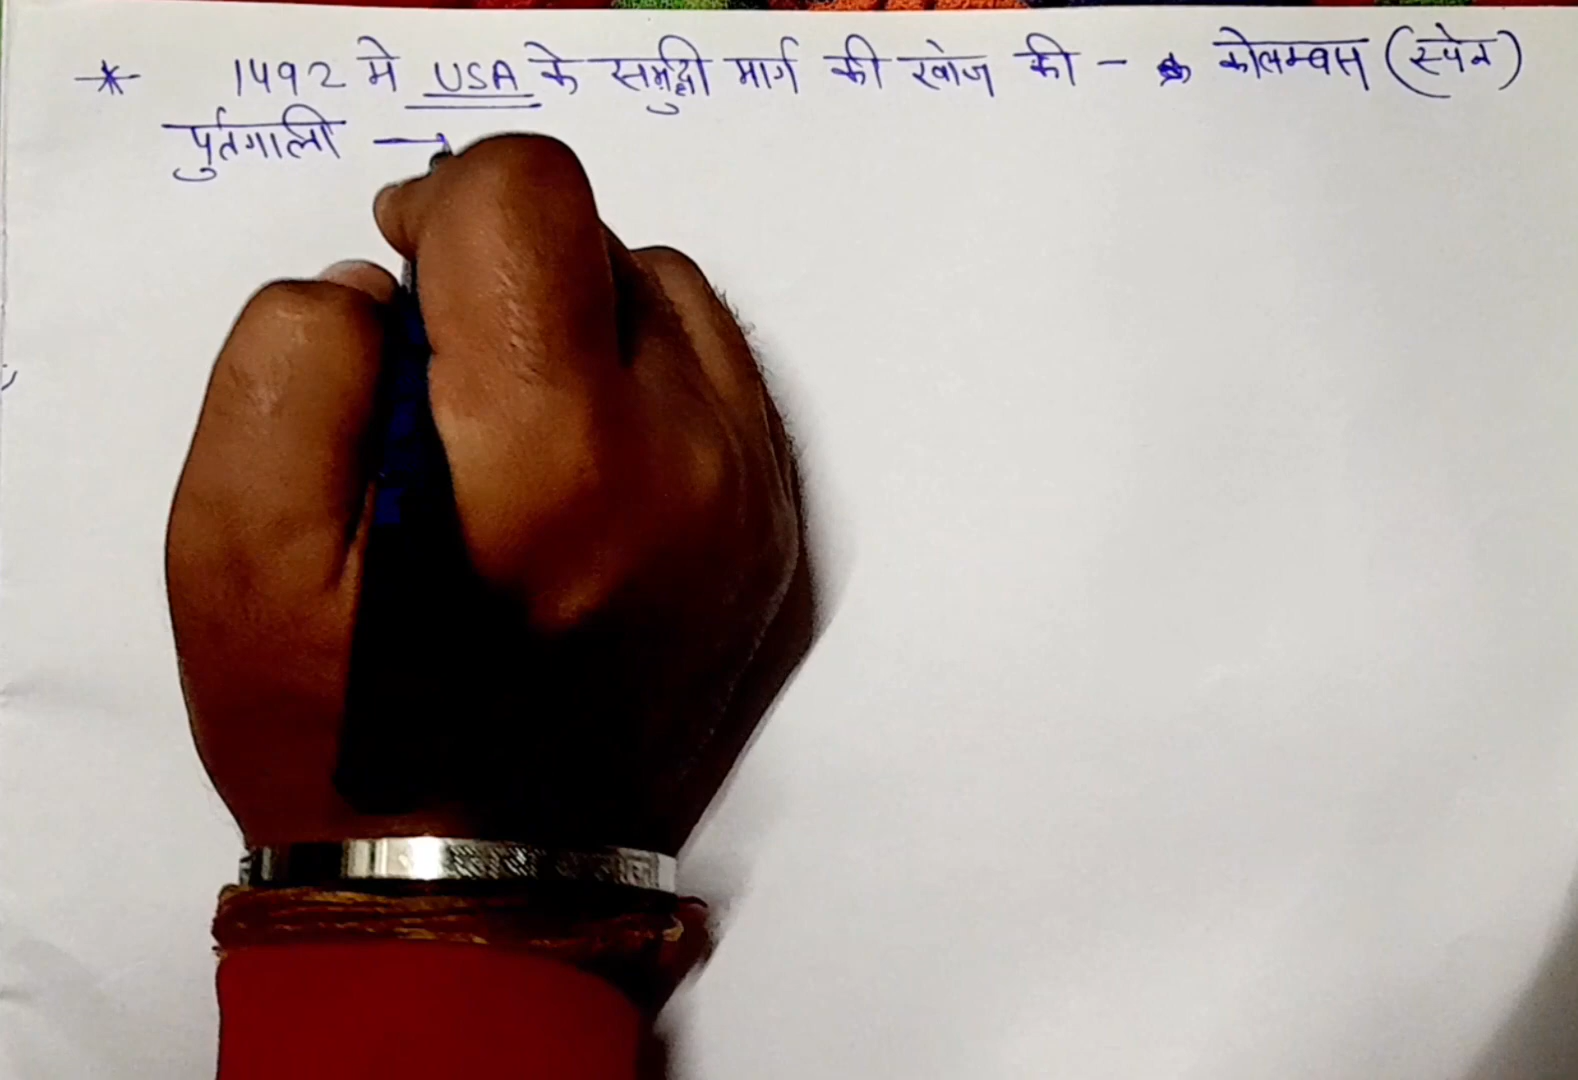 * 1492 मे USA के समुद्री मार्ग की खोज की - कोलम्बस (स्पेन)
पुर्तगाली →